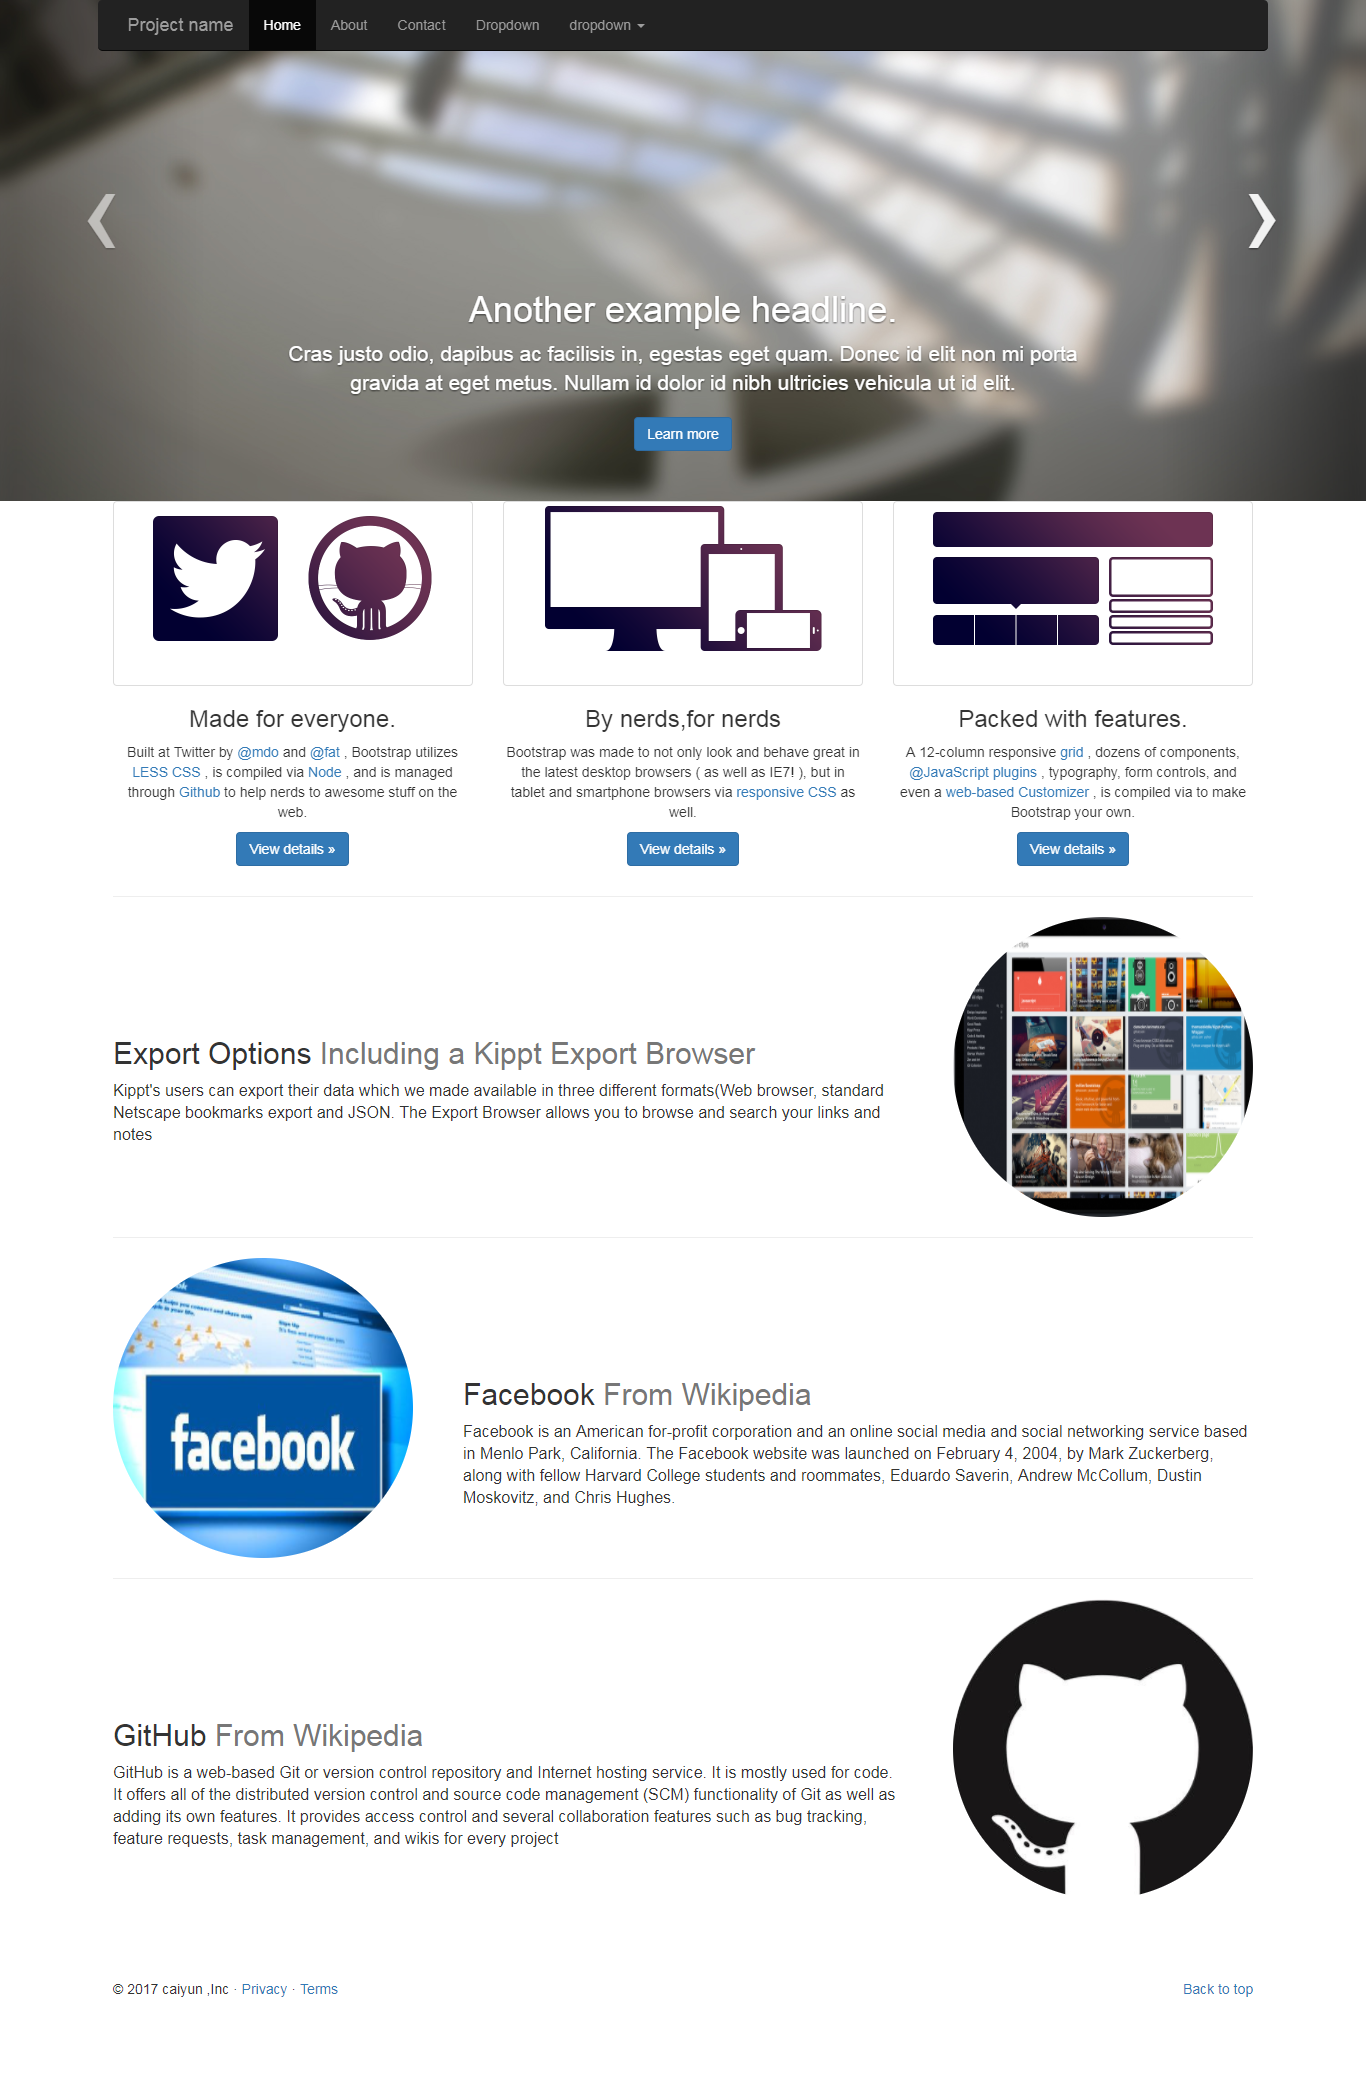 Project name Home About Contact Dropdown dropdown
Another example headline.
Cras justo odio, dapibus ac facilisis in, egestas eget quam. Donec id elit non mi porta
gravida at eget metus. Nullam id dolor id nibh ultricies vehicula ut id elit.
Learn more
Made for everyone.
Built at Twitter by @mdo and @fat , Bootstrap utilizes
LESS CSS , is compiled via Node , and is managed
through Github to help nerds to awesome stuff on the
web.
View details »
By nerds,for nerds
Bootstrap was made to not only look and behave great in
the latest desktop browsers ( as well as IE7! ), but in
tablet and smartphone browsers via responsive CSS as
well.
View details »
Packed with features.
A 12-column responsive grid , dozens of components,
@JavaScript plugins , typography, form controls, and
even a web-based Customizer , is compiled via to make
Bootstrap your own.
View details »
Export Options Including a Kippt Export Browser
Kippt's users can export their data which we made available in three different formats(Web browser, standard
Netscape bookmarks export and JSON. The Export Browser allows you to browse and search your links and
notes
facebook
Facebook From Wikipedia
Facebook is an American for-profit corporation and an online social media and social networking service based
in Menlo Park, California. The Facebook website was launched on February 4, 2004, by Mark Zuckerberg,
along with fellow Harvard College students and roommates, Eduardo Saverin, Andrew McCollum, Dustin
Moskovitz, and Chris Hughes.
GitHub From Wikipedia
GitHub is a web-based Git or version control repository and Internet hosting service. It is mostly used for code.
It offers all of the distributed version control and source code management (SCM) functionality of Git as well as
adding its own features. It provides access control and several collaboration features such as bug tracking,
feature requests, task management, and wikis for every project
© 2017 caiyun ,Inc · Privacy · Terms
Back to top